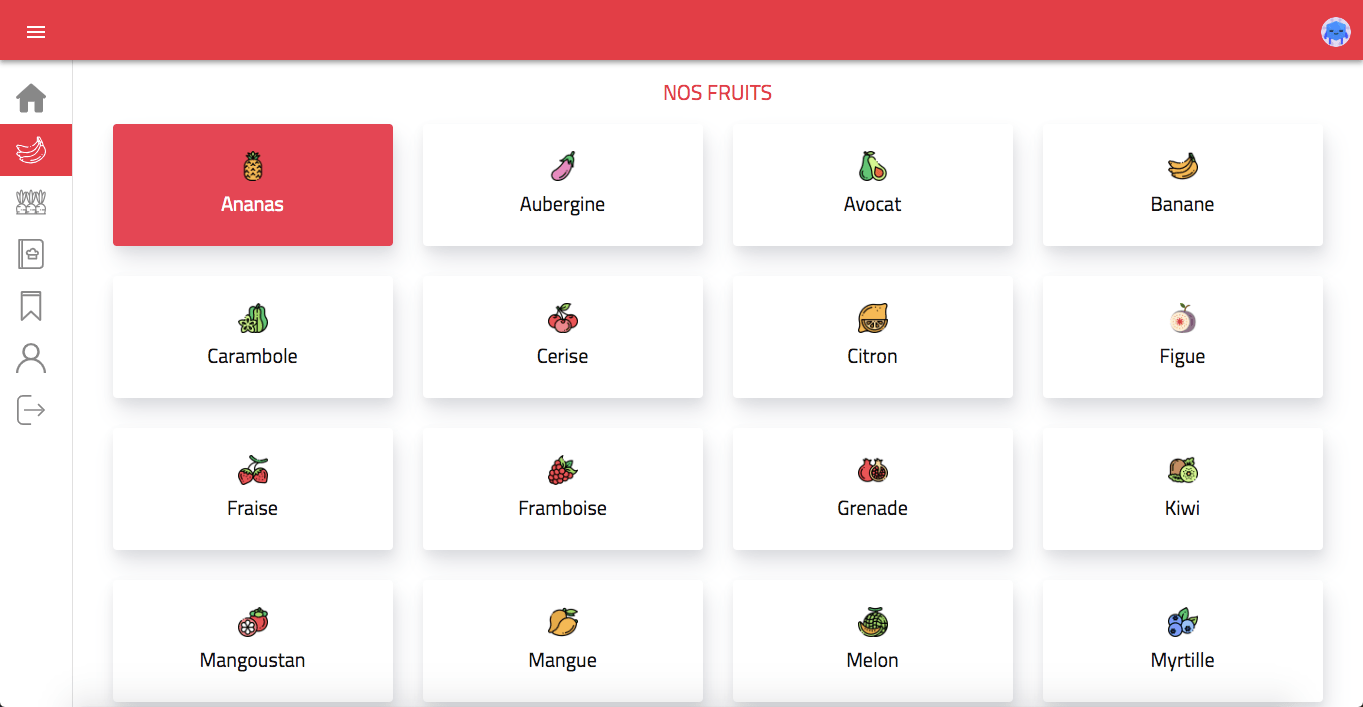 NOS FRUITS
Ananas
Aubergine
Avocat
Banane
Carambole
Cerise
Citron
Figue
Fraise
Framboise
Grenade
Kiwi
Mangoustan
Mangue
Melon
Myrtille